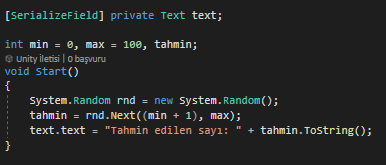 [SerializeField] private Text text;
int min = 0, max = 100, tahmin;
Unity İletisi | 0 başvuru
void Start()
{
System.Random rnd = new System.Random();
tahmin = rnd.Next((min + 1), max);
text.text = "Tahmin edilen sayı: " + tahmin.ToString();
}